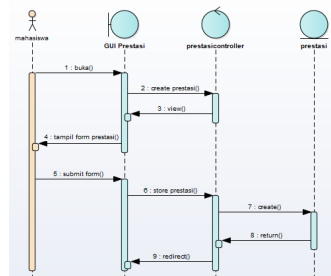 mahasiswa
GUI Prestasi
prestasicontroller
prestasi
1 : buka()
2 : create prestasi()
3 : view()
4 : tampil form prestasi()
5 : submit form()
6 : store prestasi()
7 : create()
8 : return()
9 : redirect()